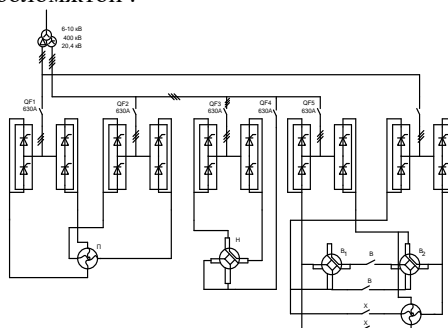 6-10 кВ
400 кВ
20,4 кВ
QF1
630А
QF2
630А
QF3
630А
QF4
630А
QF5
630А
П
Н
В1
В
В2
В
Х
Х